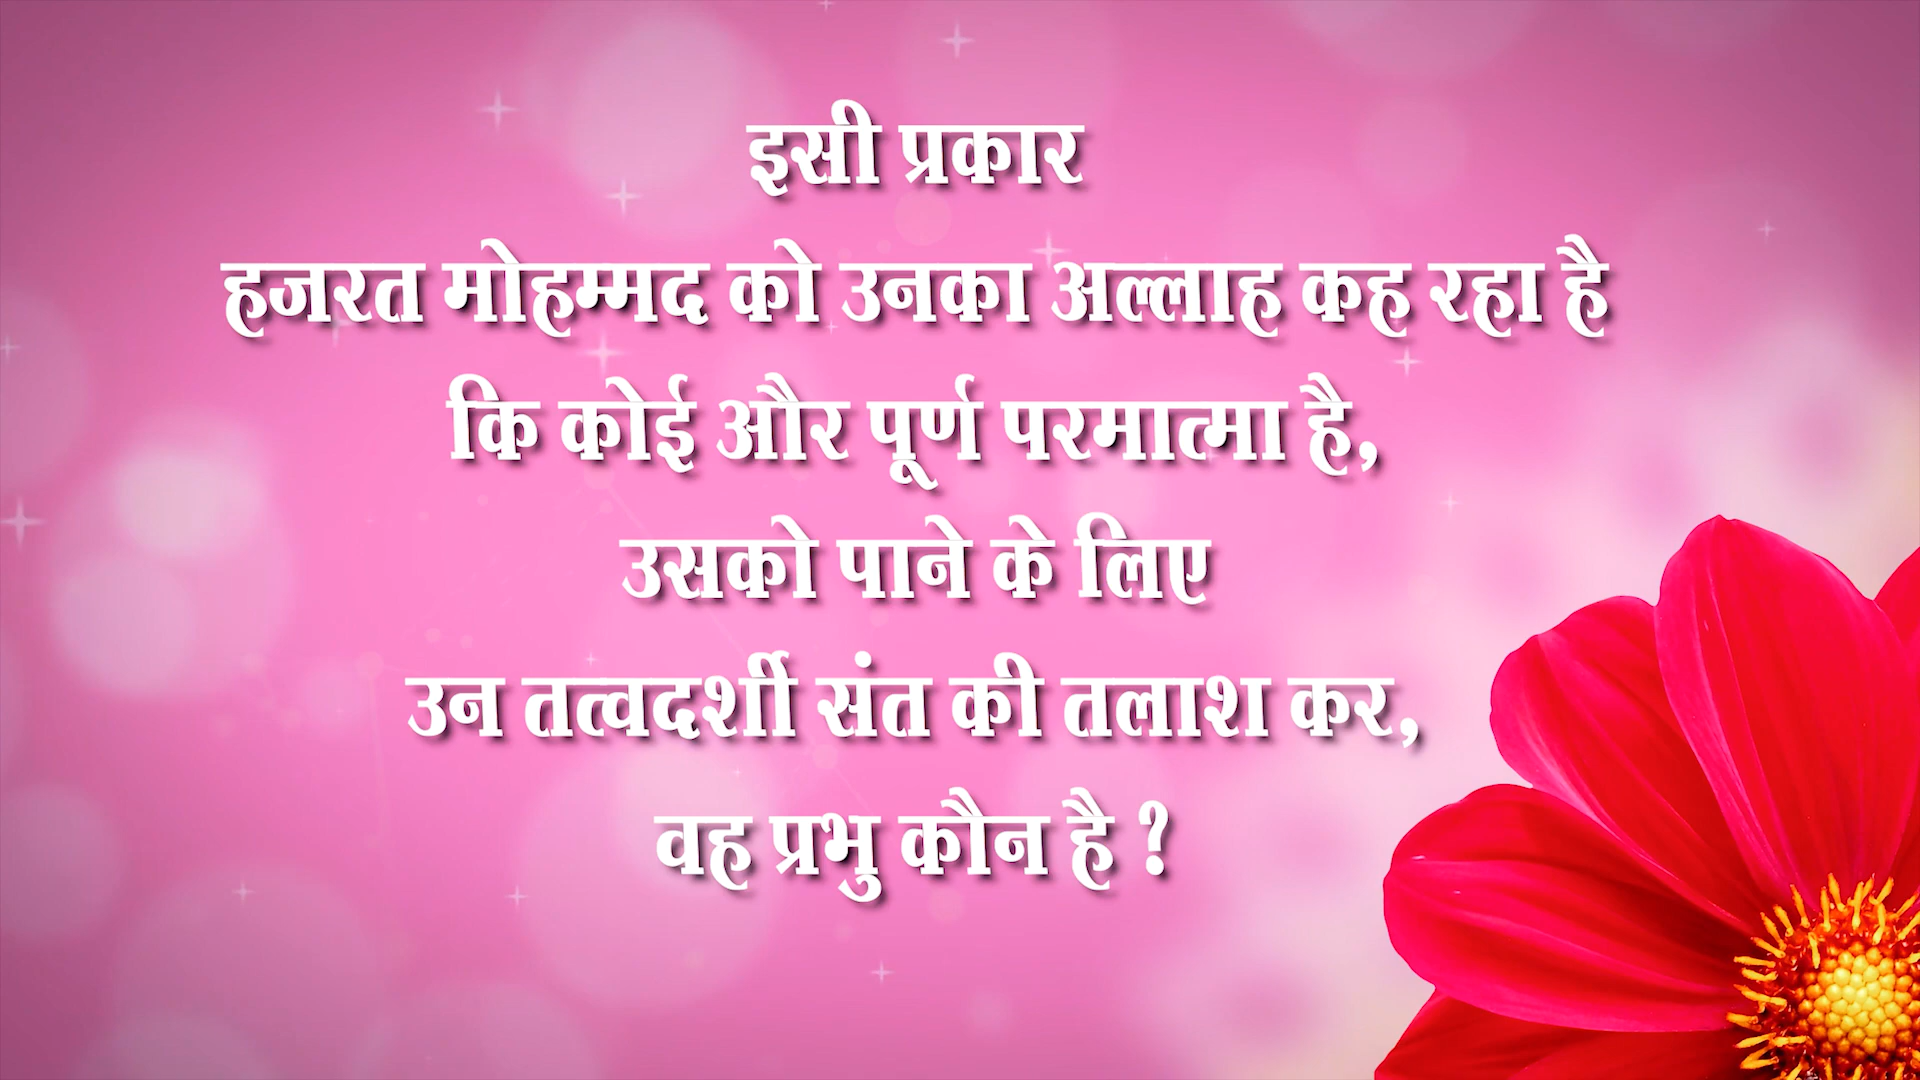 इसी प्रकार
हजरत मोहम्मद को उनका अल्लाह कह रहा है
कि कोई और पूर्ण परमात्मा है,
उसको पाने के लिए
उन तत्वदर्शी संत की तलाश कर,
वह प्रभु कौन है ?